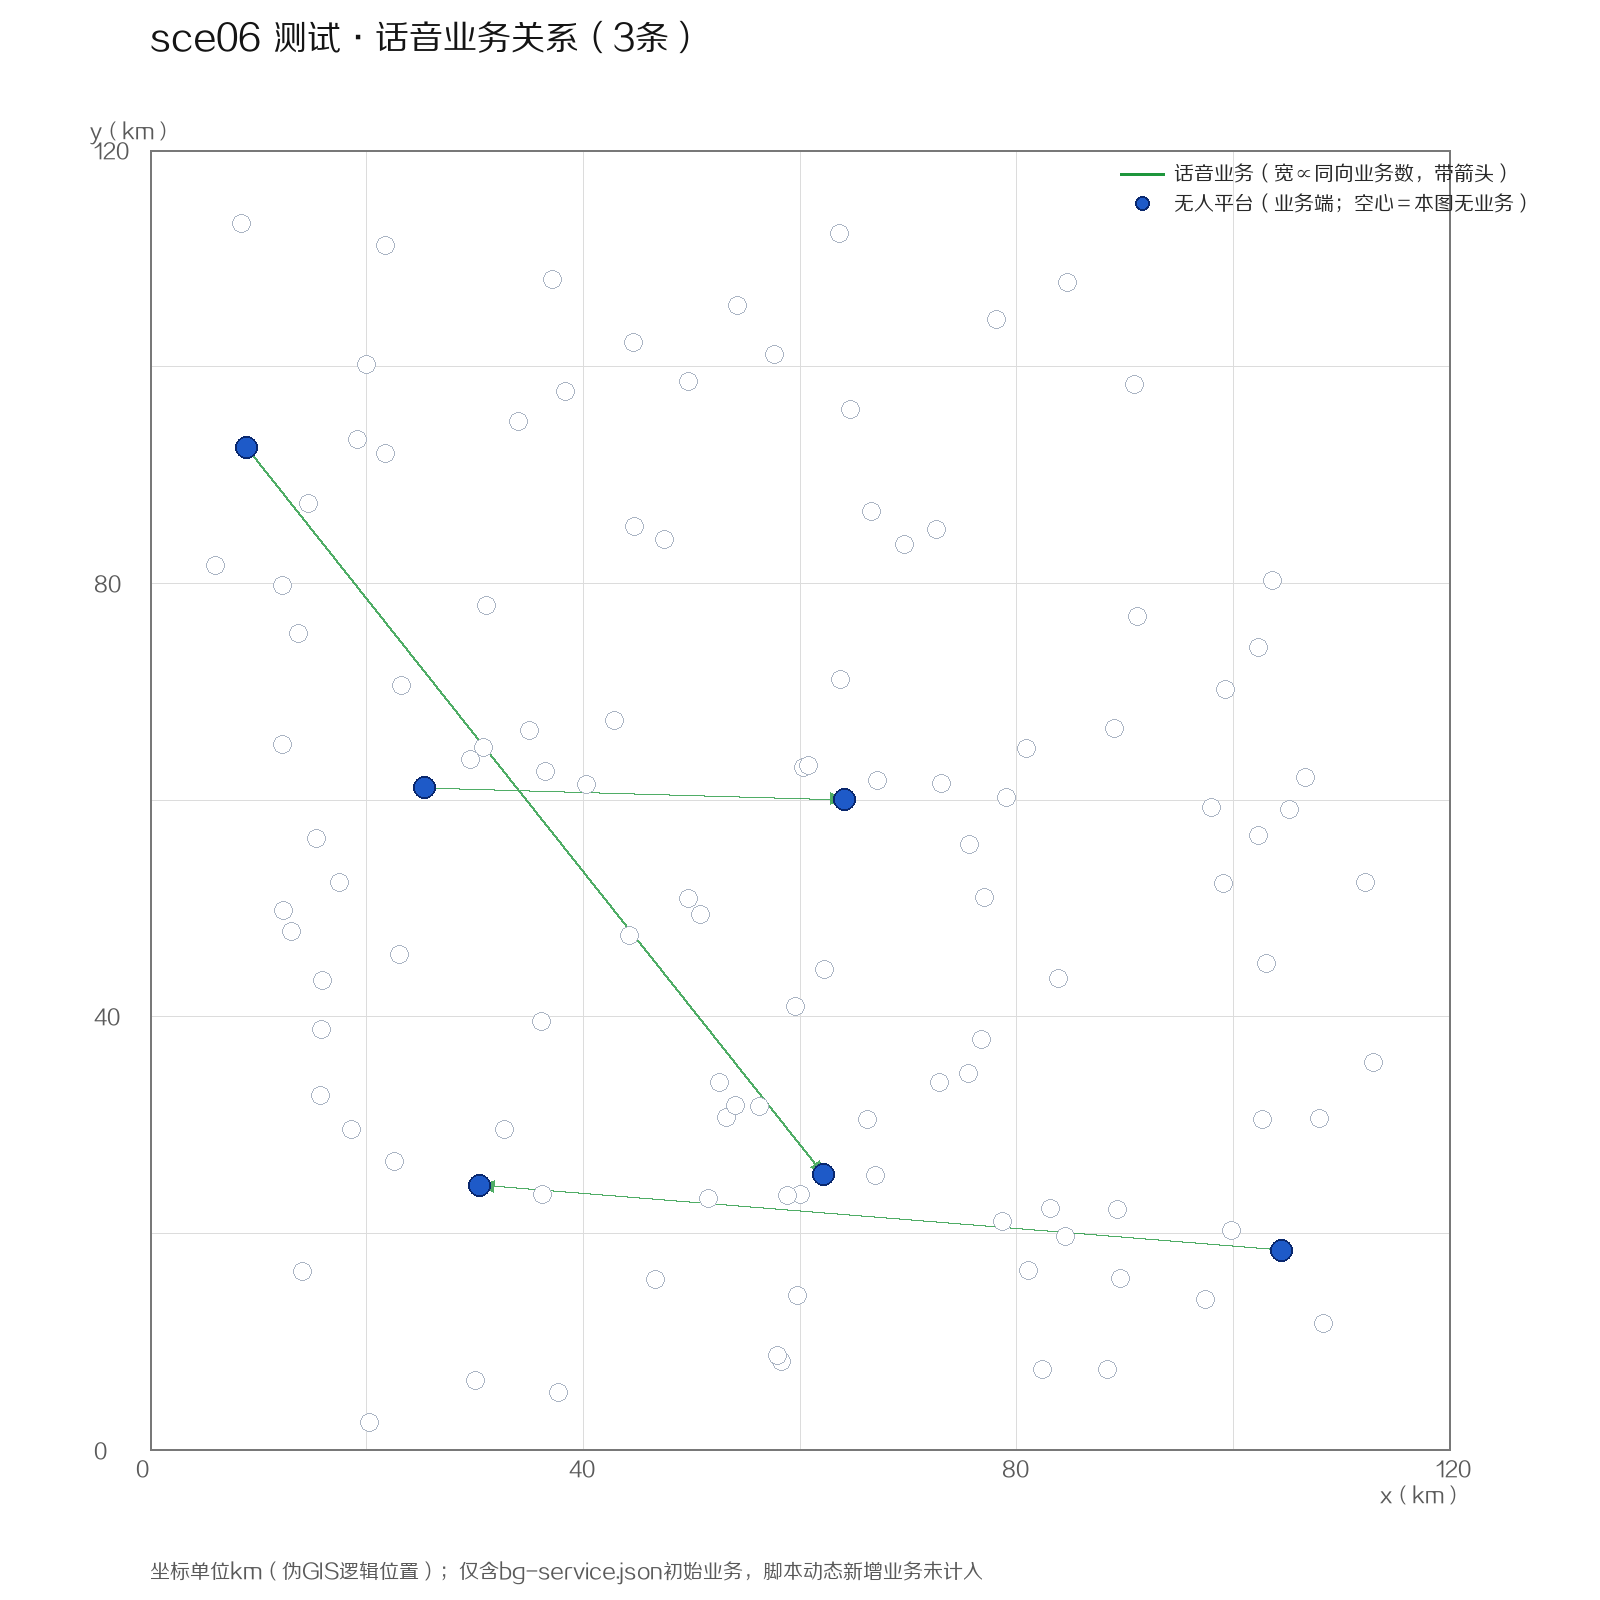 sce06 测试 · 话音业务关系（3条）
y（km）
120
话音业务（宽∝同向业务数，带箭头）
无人平台（业务端；空心＝本图无业务）
80
40
0
0
40
80
120
x（km）
坐标单位km（伪GIS逻辑位置）；仅含bg-service.json初始业务，脚本动态新增业务未计入